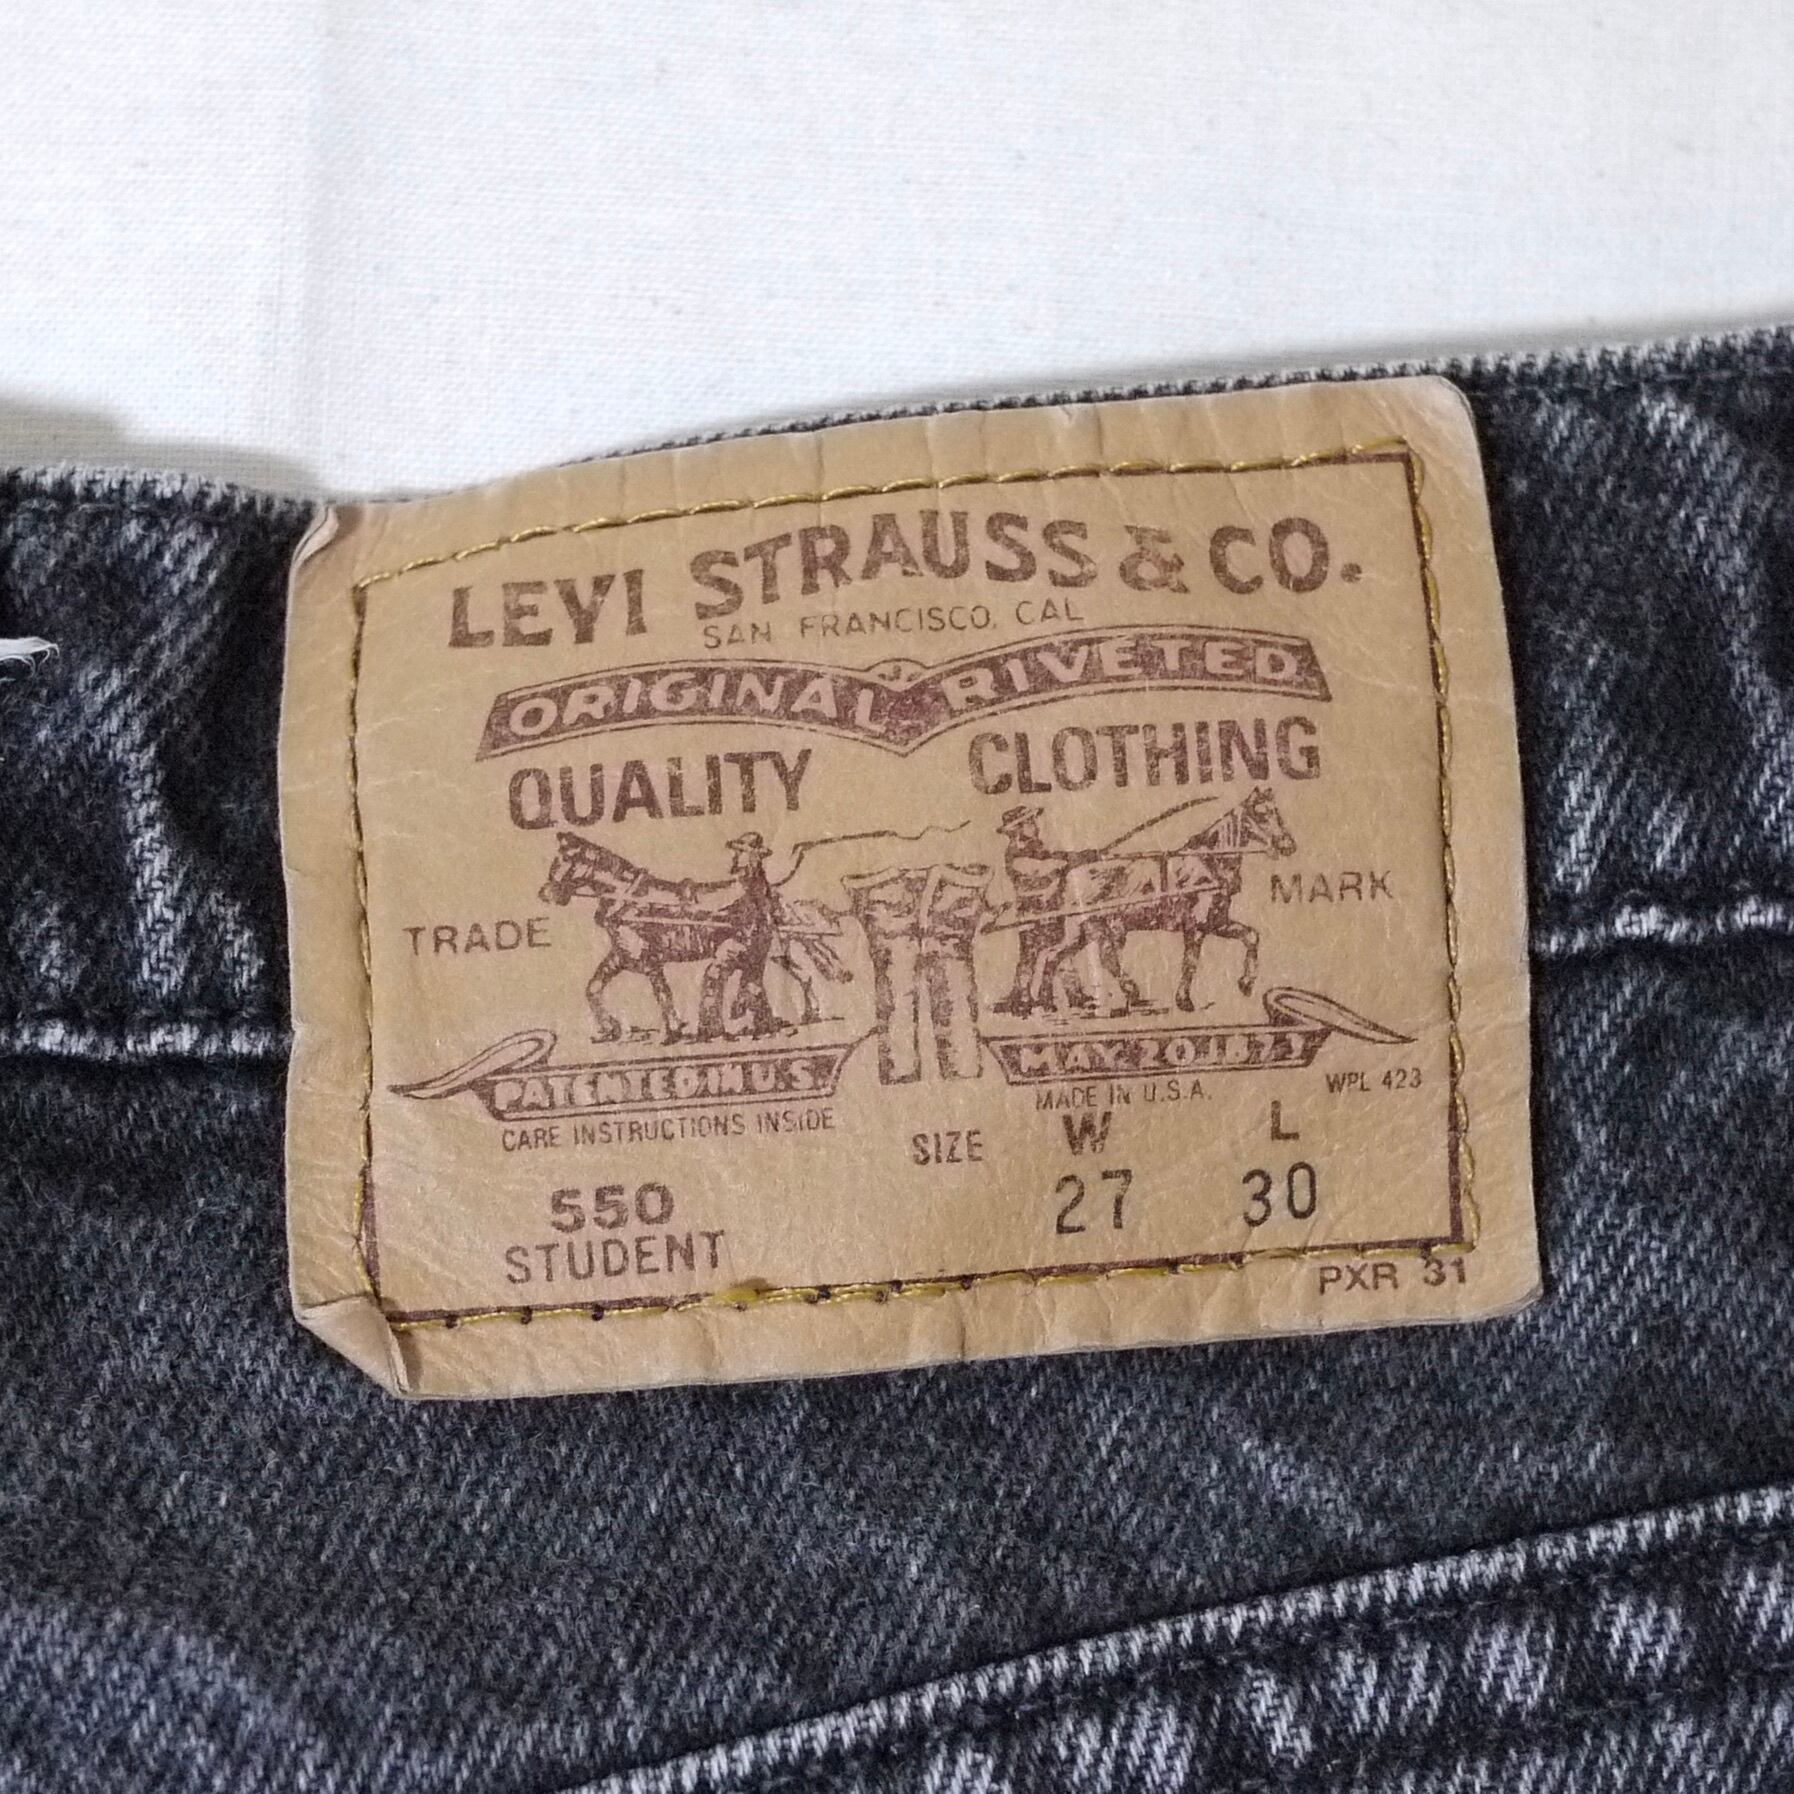 LEVI STRAUSS & CO.
SAN FRANCISCO, CAL
ORIGINAL RIVETED
QUALITY CLOTHING
TRADE MARK
PATENTED IN U.S. MAY 20 1873
MADE IN U.S.A. WPL 423
CARE INSTRUCTIONS INSIDE
SIZE W L
27 30
550
STUDENT
PXR 31